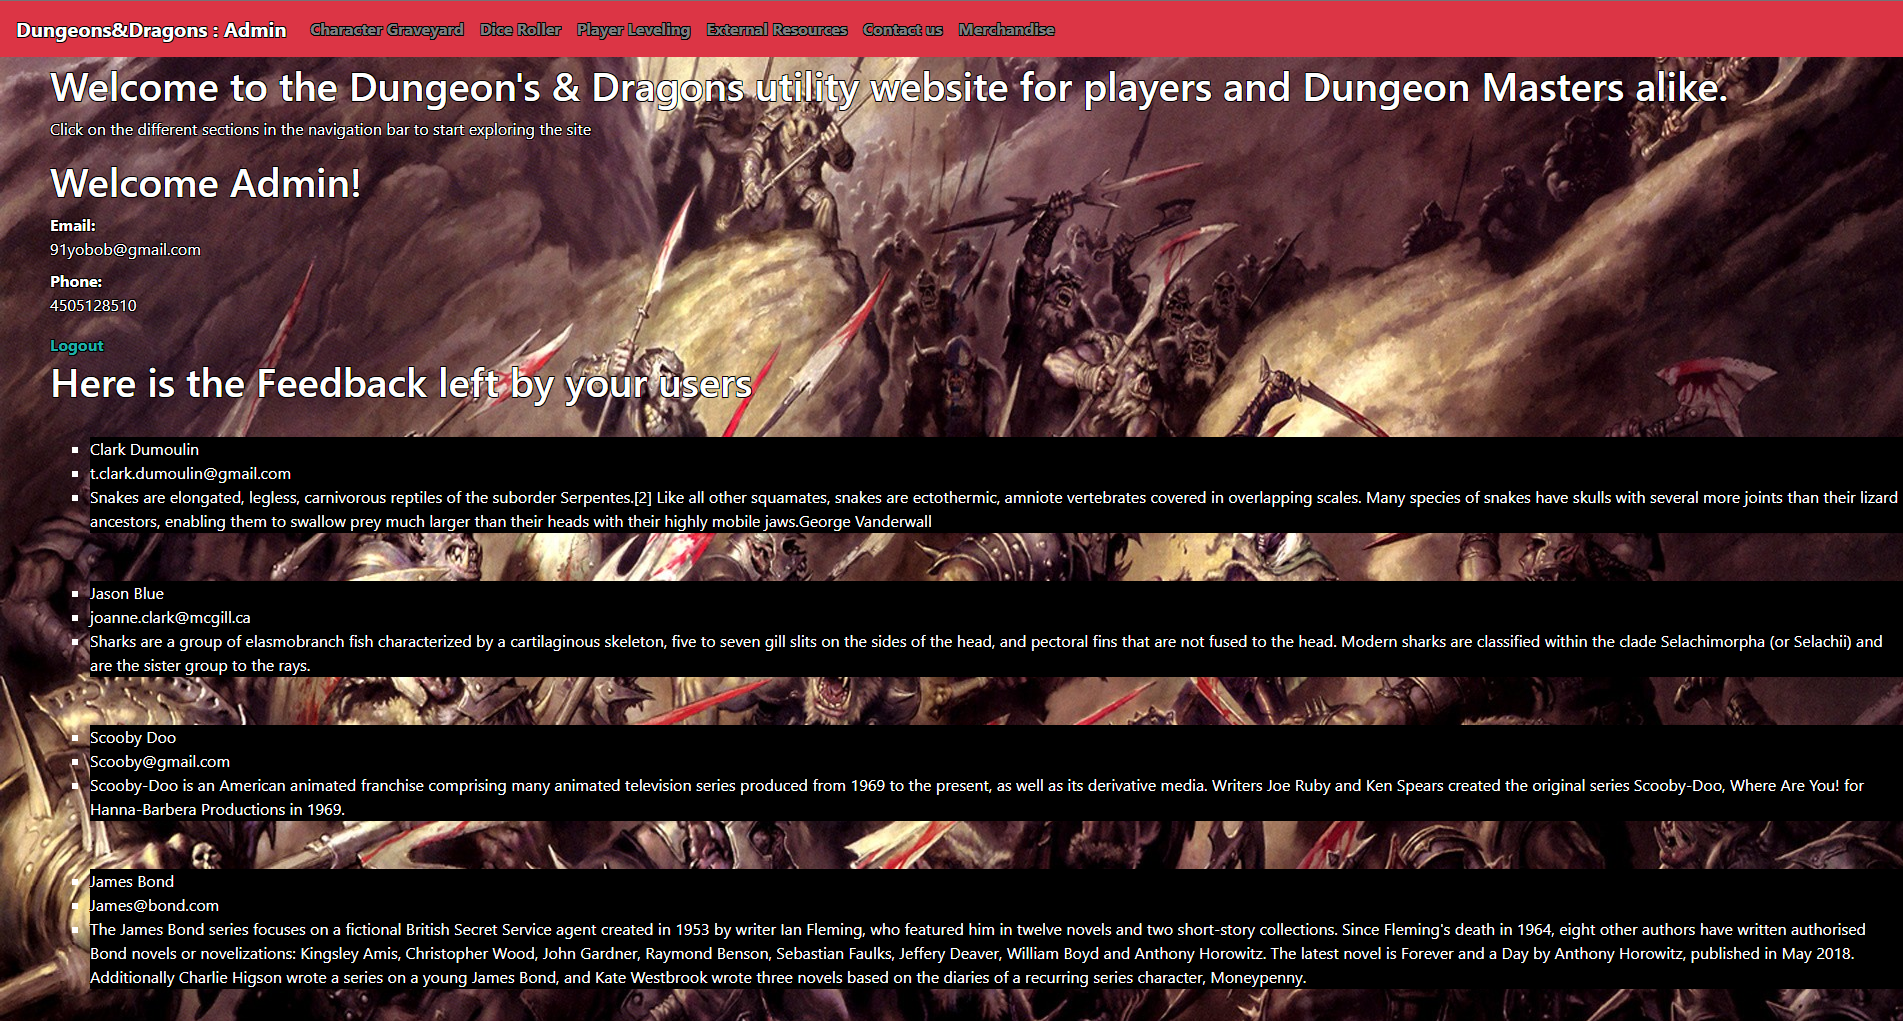 Dungeons&Dragons : Admin Character Graveyard Dice Roller Player Leveling External Resources Contact us Merchandise
Welcome to the Dungeon's & Dragons utility website for players and Dungeon Masters alike.
Click on the different sections in the navigation bar to start exploring the site
Welcome Admin!
Email:
91yobob@gmail.com
Phone:
4505128510
Logout
Here is the Feedback left by your users
Clark Dumoulin
t.clark.dumoulin@gmail.com
Snakes are elongated, legless, carnivorous reptiles of the suborder Serpentes.[2] Like all other squamates, snakes are ectothermic, amniote vertebrates covered in overlapping scales. Many species of snakes have skulls with several more joints than their lizard
ancestors, enabling them to swallow prey much larger than their heads with their highly mobile jaws.George Vanderwall
Jason Blue
joanne.clark@mcgill.ca
Sharks are a group of elasmobranch fish characterized by a cartilaginous skeleton, five to seven gill slits on the sides of the head, and pectoral fins that are not fused to the head. Modern sharks are classified within the clade Selachimorpha (or Selachii) and
are the sister group to the rays.
Scooby Doo
Scooby@gmail.com
Scooby-Doo is an American animated franchise comprising many animated television series produced from 1969 to the present, as well as its derivative media. Writers Joe Ruby and Ken Spears created the original series Scooby-Doo, Where Are You! for
Hanna-Barbera Productions in 1969.
James Bond
James@bond.com
The James Bond series focuses on a fictional British Secret Service agent created in 1953 by writer Ian Fleming, who featured him in twelve novels and two short-story collections. Since Fleming's death in 1964, eight other authors have written authorised
Bond novels or novelizations: Kingsley Amis, Christopher Wood, John Gardner, Raymond Benson, Sebastian Faulks, Jeffery Deaver, William Boyd and Anthony Horowitz. The latest novel is Forever and a Day by Anthony Horowitz, published in May 2018.
Additionally Charlie Higson wrote a series on a young James Bond, and Kate Westbrook wrote three novels based on the diaries of a recurring series character, Moneypenny.